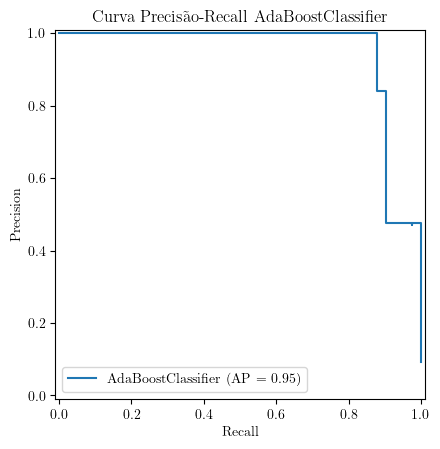 Curva Precisão-Recall AdaBoostClassifier
1.0
0.8
0.6
0.4
0.2
0.0
Precision
AdaBoostClassifier (AP = 0.95)
0.0 0.2 0.4 0.6 0.8 1.0
Recall